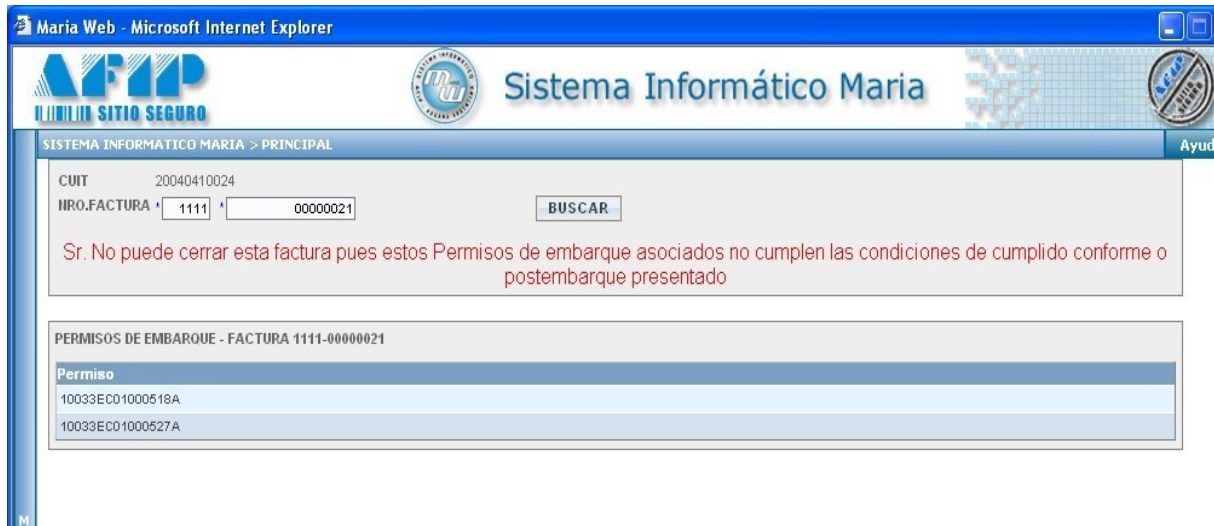 Maria Web - Microsoft Internet Explorer
AFIP
SITIO SEGURO
Sistema Informático Maria
SISTEMA INFORMATICO MARIA > PRINCIPAL
Ayud
CUIT 20040410024
NRO.FACTURA * 1111 * 00000021 BUSCAR
Sr. No puede cerrar esta factura pues estos Permisos de embarque asociados no cumplen las condiciones de cumplido conforme o
postembarque presentado
PERMISOS DE EMBARQUE - FACTURA 1111-00000021
Permiso
10033EC01000518A
10033EC01000527A
M